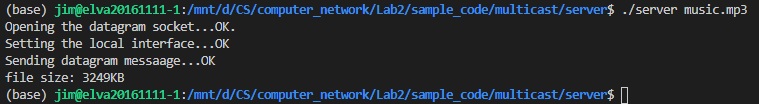 (base) jim@elva20161111-1:/mnt/d/CS/computer_network/Lab2/sample_code/multicast/server$ ./server music.mp3
Opening the datagram socket...OK.
Setting the local interface...OK
Sending datagram messaage...OK
file size: 3249KB
(base) jim@elva20161111-1:/mnt/d/CS/computer_network/Lab2/sample_code/multicast/server$